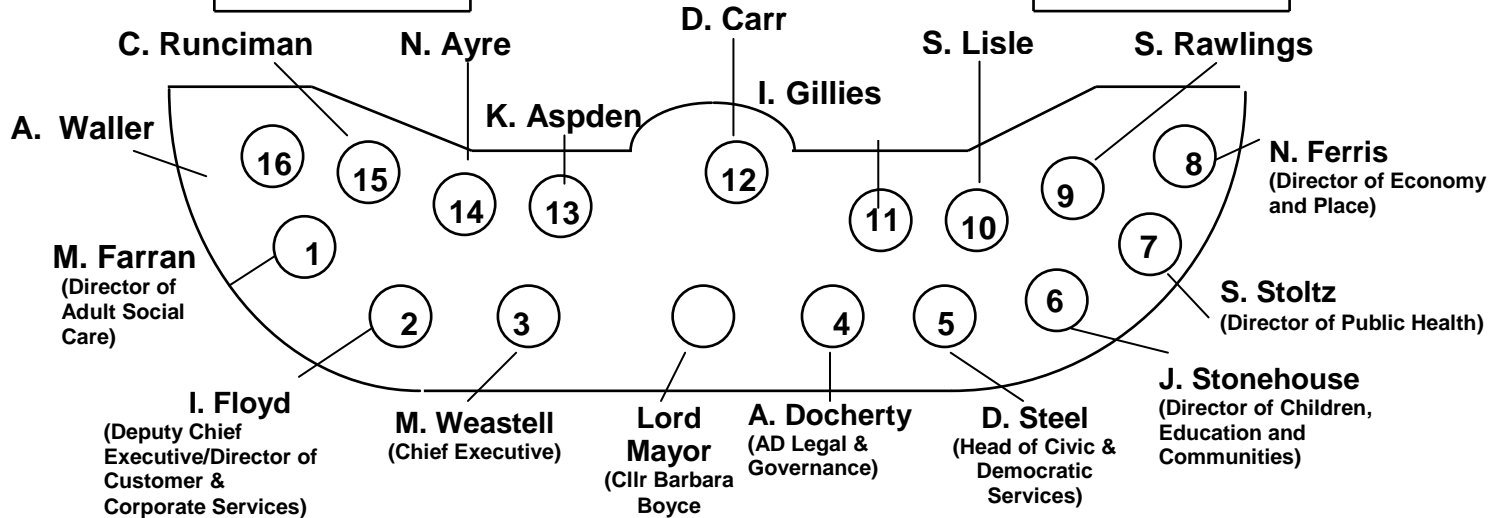 D. Carr
C. Runciman
N. Ayre
S. Lisle
S. Rawlings
I. Gillies
K. Aspden
A. Waller
16
15
14
13
12
11
10
9
8
N. Ferris
(Director of Economy
and Place)
1
M. Farran
(Director of
Adult Social
Care)
2
3
4
5
6
7
S. Stoltz
(Director of Public Health)
I. Floyd
(Deputy Chief
Executive/Director of
Customer &
Corporate Services)
M. Weastell
(Chief Executive)
Lord
Mayor
(Cllr Barbara
Boyce
A. Docherty
(AD Legal &
Governance)
D. Steel
(Head of Civic &
Democratic
Services)
J. Stonehouse
(Director of Children,
Education and
Communities)